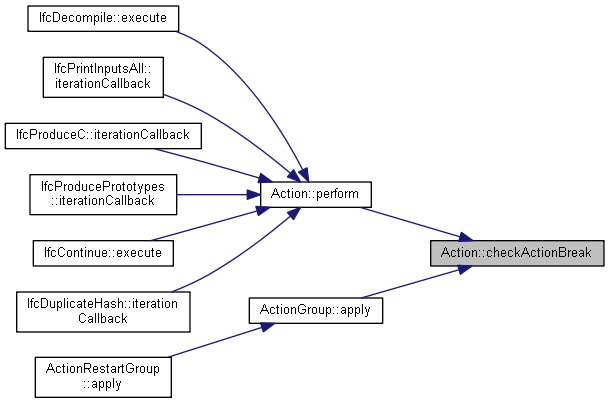 IfcDecompile::execute
IfcPrintInputsAll::
iterationCallback
IfcProduceC::iterationCallback
IfcProducePrototypes
::iterationCallback
IfcContinue::execute
IfcDuplicateHash::iteration
Callback
ActionRestartGroup
::apply
Action::perform
ActionGroup::apply
Action::checkActionBreak